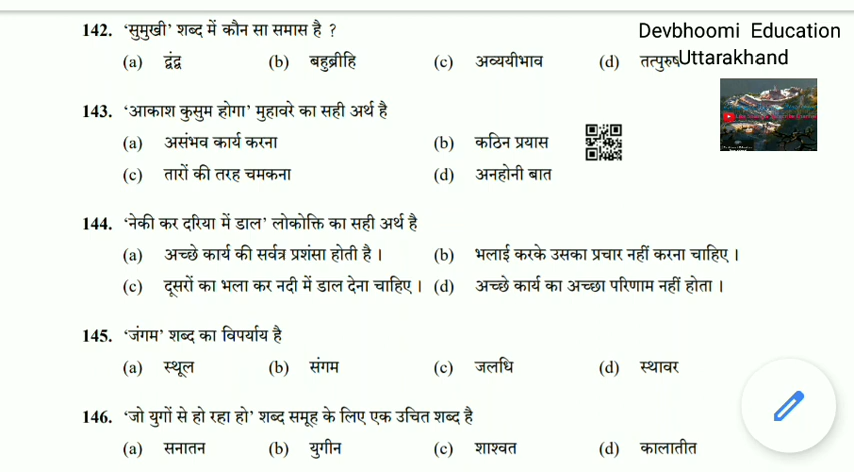 142. ‘सुमुखी’ शब्द में कौन सा समास है ?
Devbhoomi Education
Uttarakhand
(a) द्वंद्व (b) बहुब्रीहि (c) अव्ययीभाव (d) तत्पुरुष
143. ‘आकाश कुसुम होगा’ मुहावरे का सही अर्थ है
(a) असंभव कार्य करना (b) कठिन प्रयास
(c) तारों की तरह चमकना (d) अनहोनी बात
144. ‘नेकी कर दरिया में डाल’ लोकोक्ति का सही अर्थ है
(a) अच्छे कार्य की सर्वत्र प्रशंसा होती है । (b) भलाई करके उसका प्रचार नहीं करना चाहिए ।
(c) दूसरों का भला कर नदी में डाल देना चाहिए । (d) अच्छे कार्य का अच्छा परिणाम नहीं होता ।
145. ‘जंगम’ शब्द का विपर्याय है
(a) स्थूल (b) संगम (c) जलधि (d) स्थावर
146. ‘जो युगों से हो रहा हो’ शब्द समूह के लिए एक उचित शब्द है
(a) सनातन (b) युगीन (c) शाश्वत (d) कालातीत